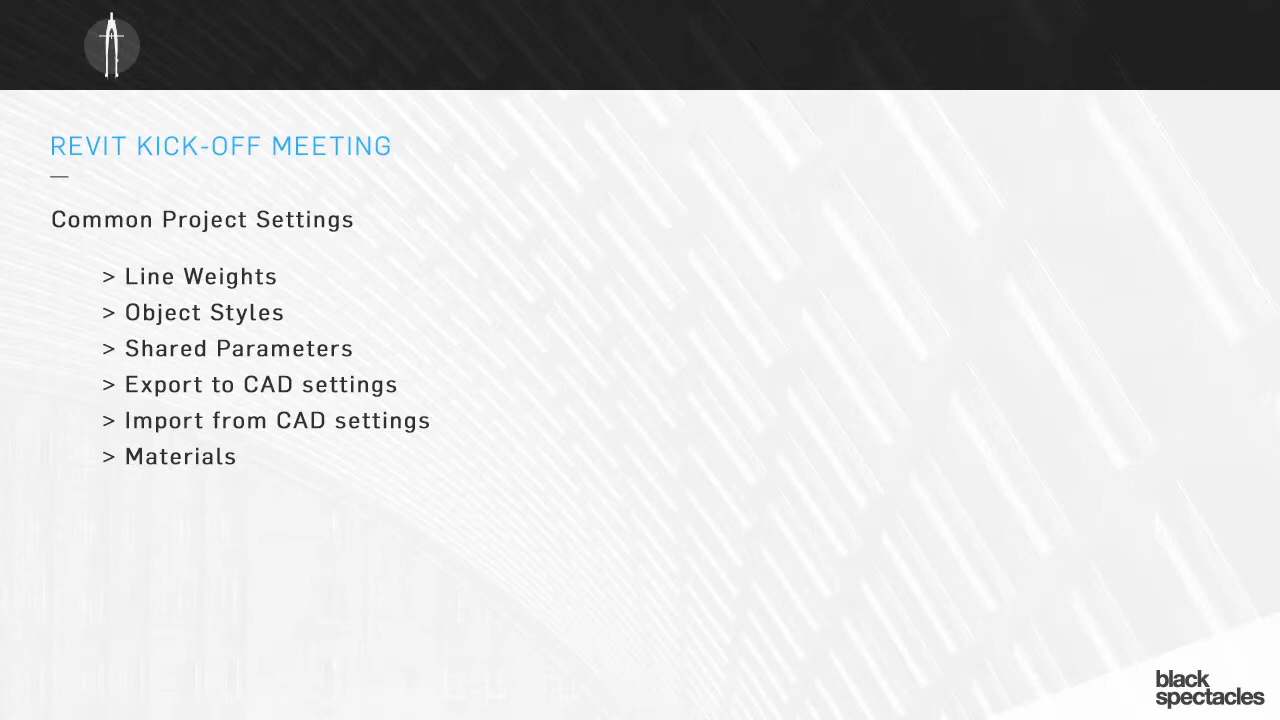 REVIT KICK-OFF MEETING
Common Project Settings
> Line Weights
> Object Styles
> Shared Parameters
> Export to CAD settings
> Import from CAD settings
> Materials
black
spectacles